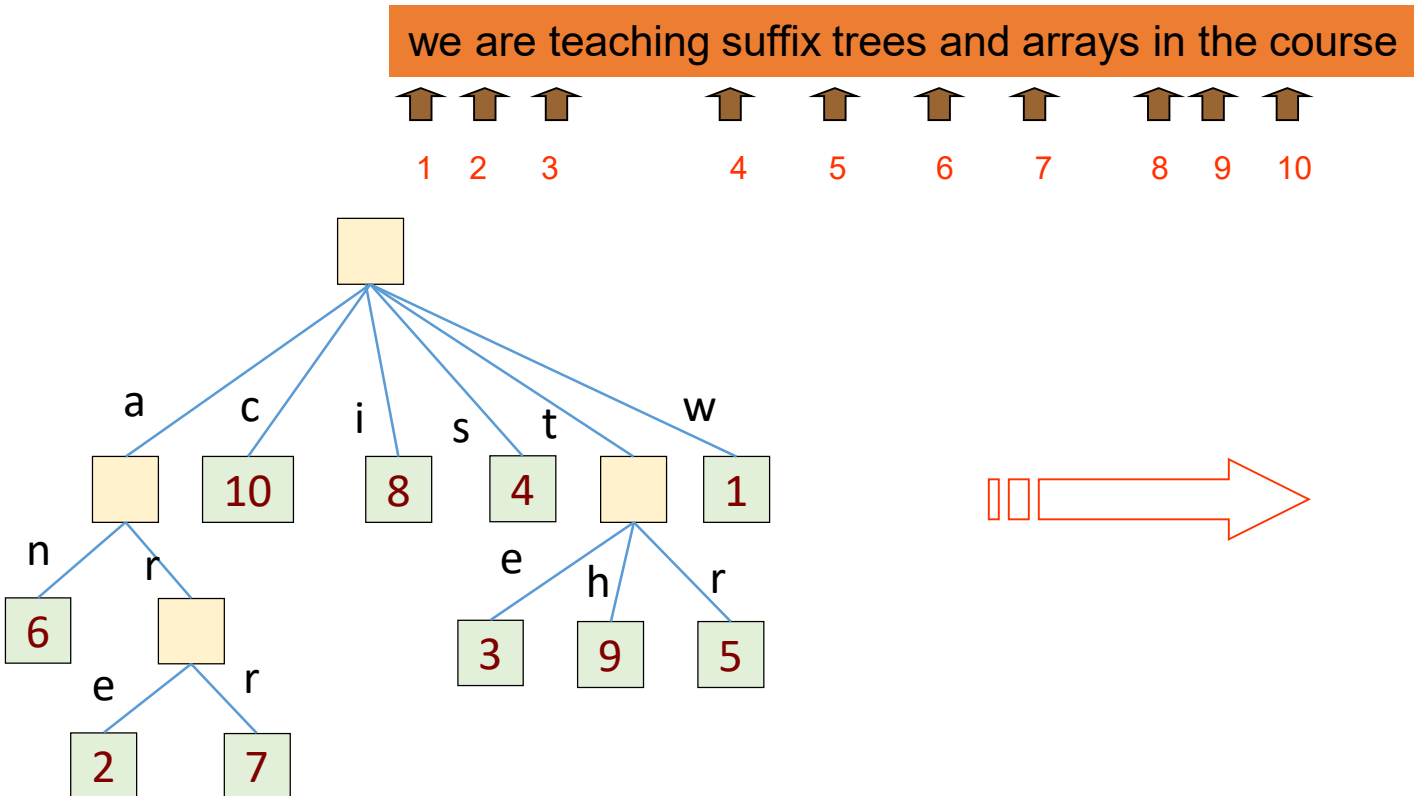 we are teaching suffix trees and arrays in the course
1 2 3 4 5 6 7 8 9 10
a c i s t w
10 8 4 1
n r e h r
6 3 9 5
e r
2 7